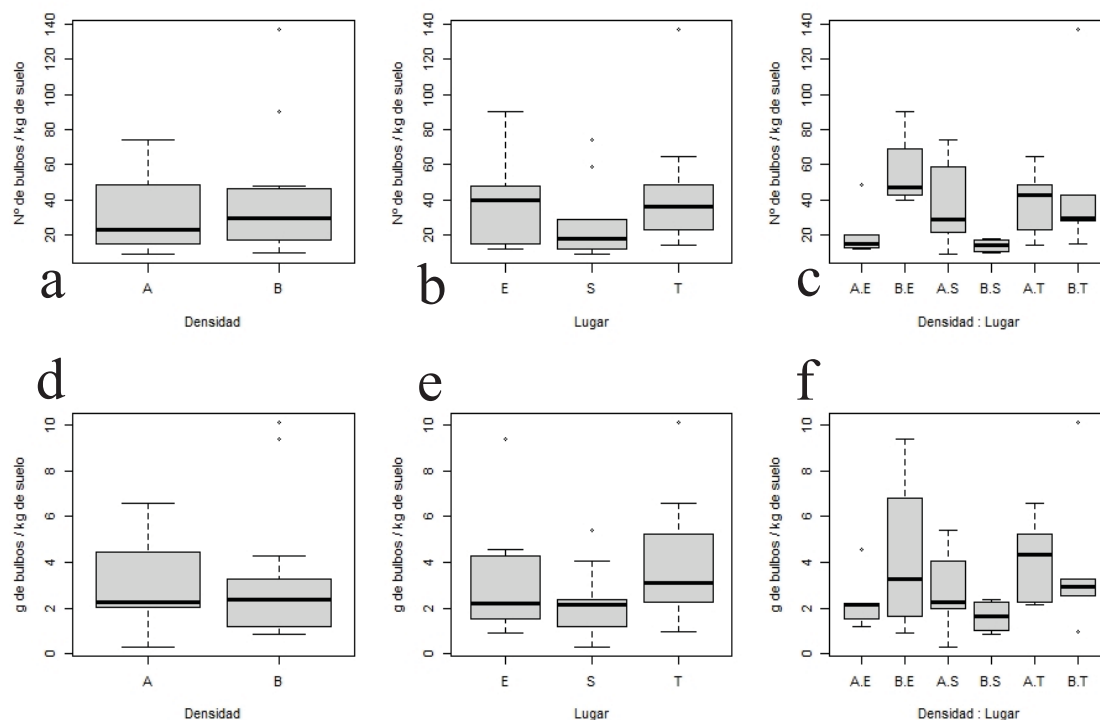 Nº de bulbos / kg de suelo
140
120
100
80
60
40
20
A B
Densidad
a
Nº de bulbos / kg de suelo
140
120
100
80
60
40
20
E S T
Lugar
b
Nº de bulbos / kg de suelo
140
120
100
80
60
40
20
A.E B.E A.S B.S A.T B.T
Densidad : Lugar
c
d
g de bulbos / kg de suelo
10
8
6
4
2
0
A B
Densidad
e
g de bulbos / kg de suelo
10
8
6
4
2
0
E S T
Lugar
f
g de bulbos / kg de suelo
10
8
6
4
2
0
A.E B.E A.S B.S A.T B.T
Densidad : Lugar